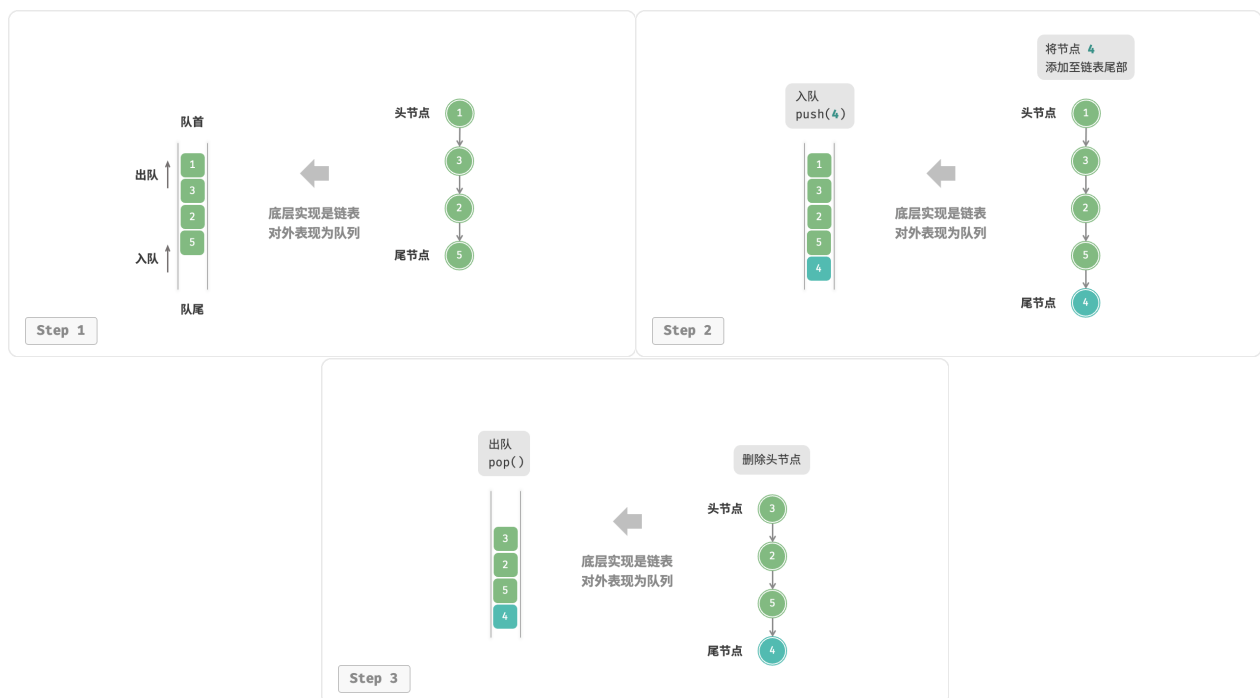 队首
出队
入队
队尾
1
3
2
5
底层实现是链表
对外表现为队列
头节点
尾节点
1
3
2
5
Step 1
入队
push(4)
1
3
2
5
4
底层实现是链表
对外表现为队列
将节点 4
添加至链表尾部
头节点
尾节点
1
3
2
5
4
Step 2
出队
pop()
3
2
5
4
底层实现是链表
对外表现为队列
删除头节点
头节点
尾节点
3
2
5
4
Step 3